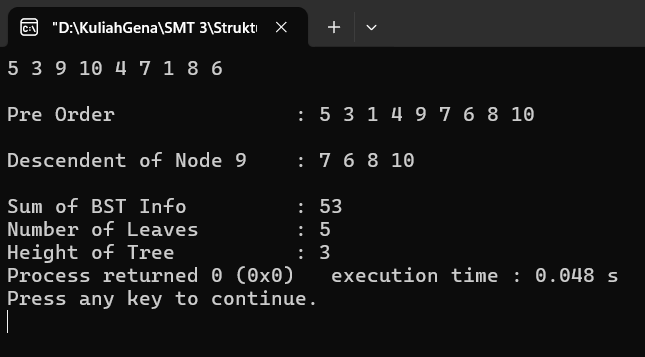 "D:\KuliahGena\SMT 3\Struktu
5 3 9 10 4 7 1 8 6
Pre Order : 5 3 1 4 9 7 6 8 10
Descendent of Node 9 : 7 6 8 10
Sum of BST Info : 53
Number of Leaves : 5
Height of Tree : 3
Process returned 0 (0x0) execution time : 0.048 s
Press any key to continue.